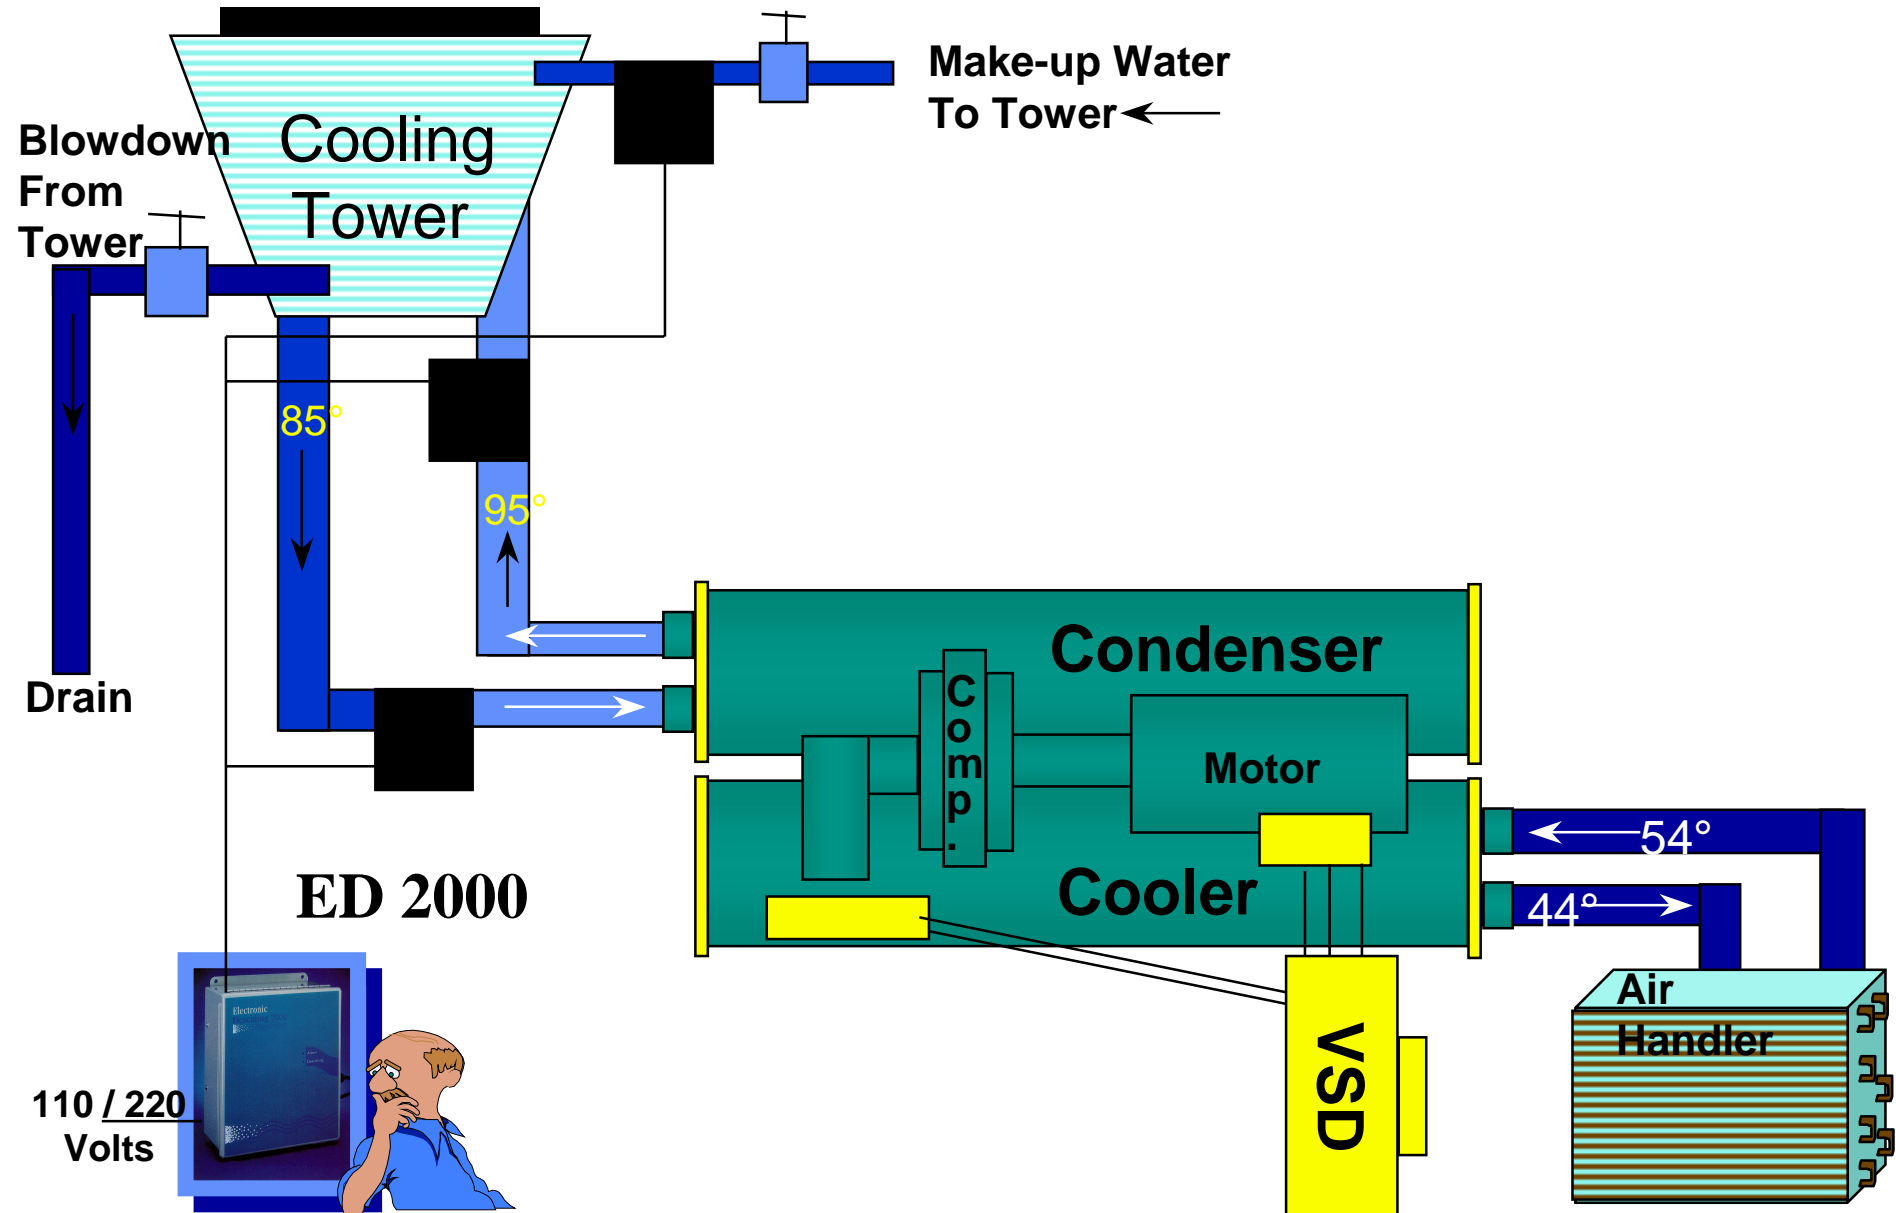 Make-up Water
To Tower
Blowdown
From
Tower
Cooling
Tower
85°
95°
Drain
Condenser
Comp.
Motor
Cooler
54°
44°
ED 2000
Electronic
110 / 220
Volts
VSD
Air
Handler